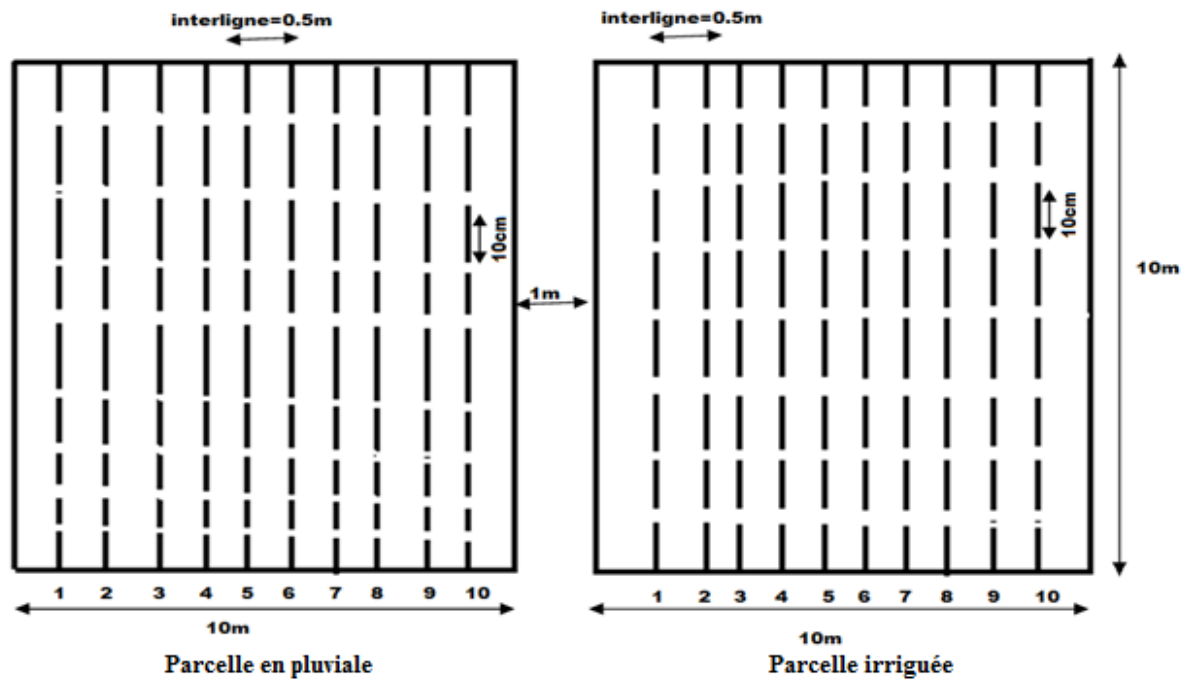 interligne=0.5m
interligne=0.5m
10cm
10cm
1m
10m
1 2 3 4 5 6 7 8 9 10
1 2 3 4 5 6 7 8 9 10
10m
10m
Parcelle en pluviale
Parcelle irriguée